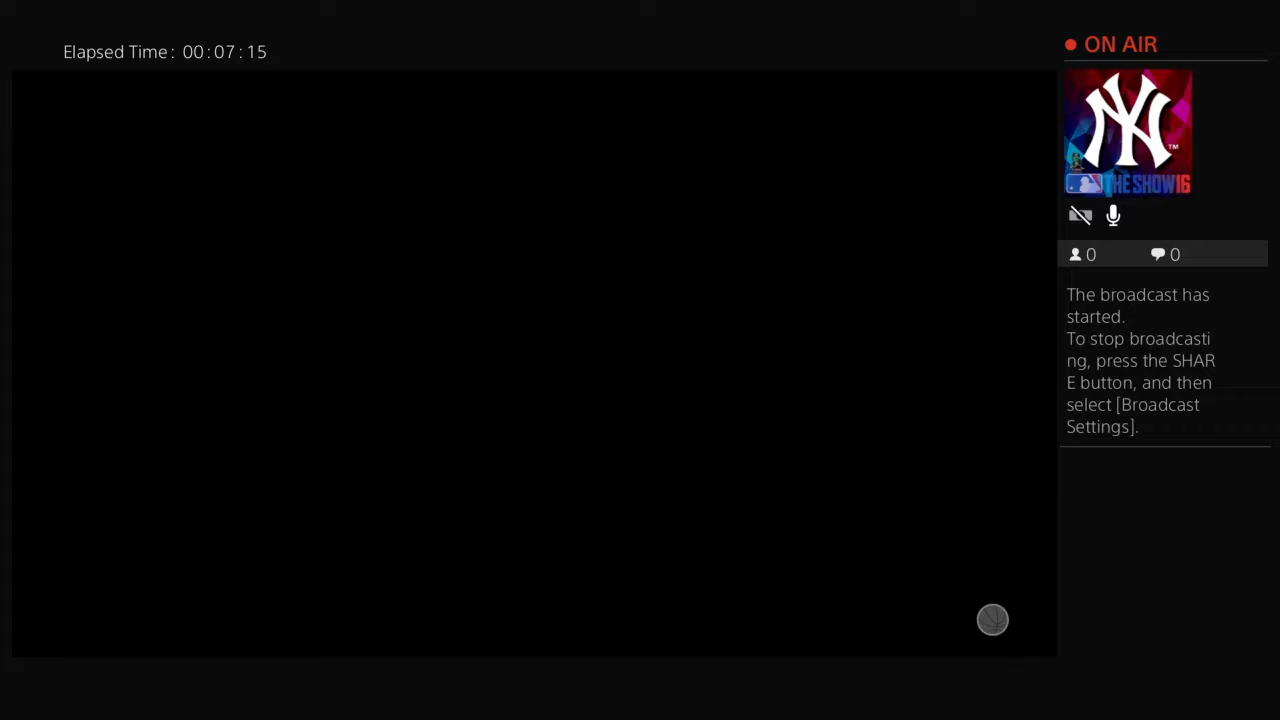 Elapsed Time: 00:07:15
ON AIR
NY™
THE SHOW16
0 0
The broadcast has
started.
To stop broadcasti
ng, press the SHAR
E button, and then
select [Broadcast
Settings].